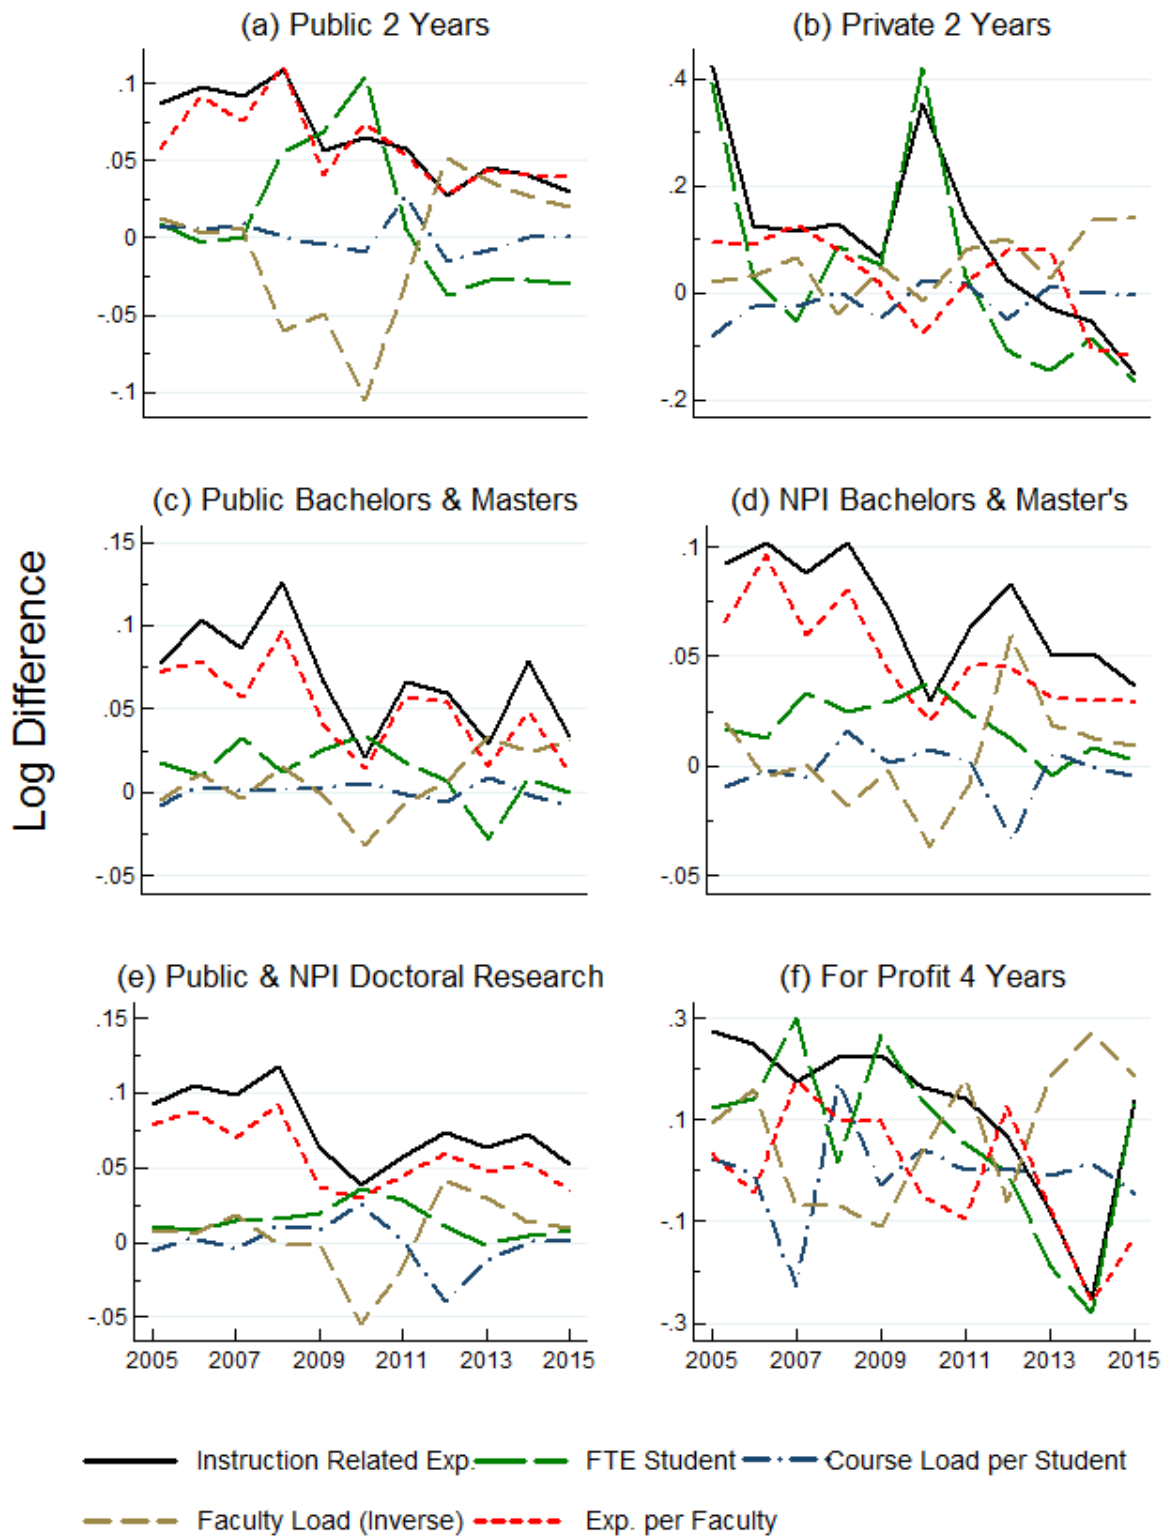 (a) Public 2 Years
(b) Private 2 Years
.1
.05
0
-.05
-.1
.4
.2
0
-.2
(c) Public Bachelors & Masters
(d) NPI Bachelors & Master's
.15
.1
.05
0
-.05
.1
.05
0
-.05
Log Difference
(e) Public & NPI Doctoral Research
(f) For Profit 4 Years
.15
.1
.05
0
-.05
.3
.1
-.1
-.3
2005 2007 2009 2011 2013 2015
2005 2007 2009 2011 2013 2015
Instruction Related Exp. FTE Student Course Load per Student
Faculty Load (Inverse) Exp. per Faculty